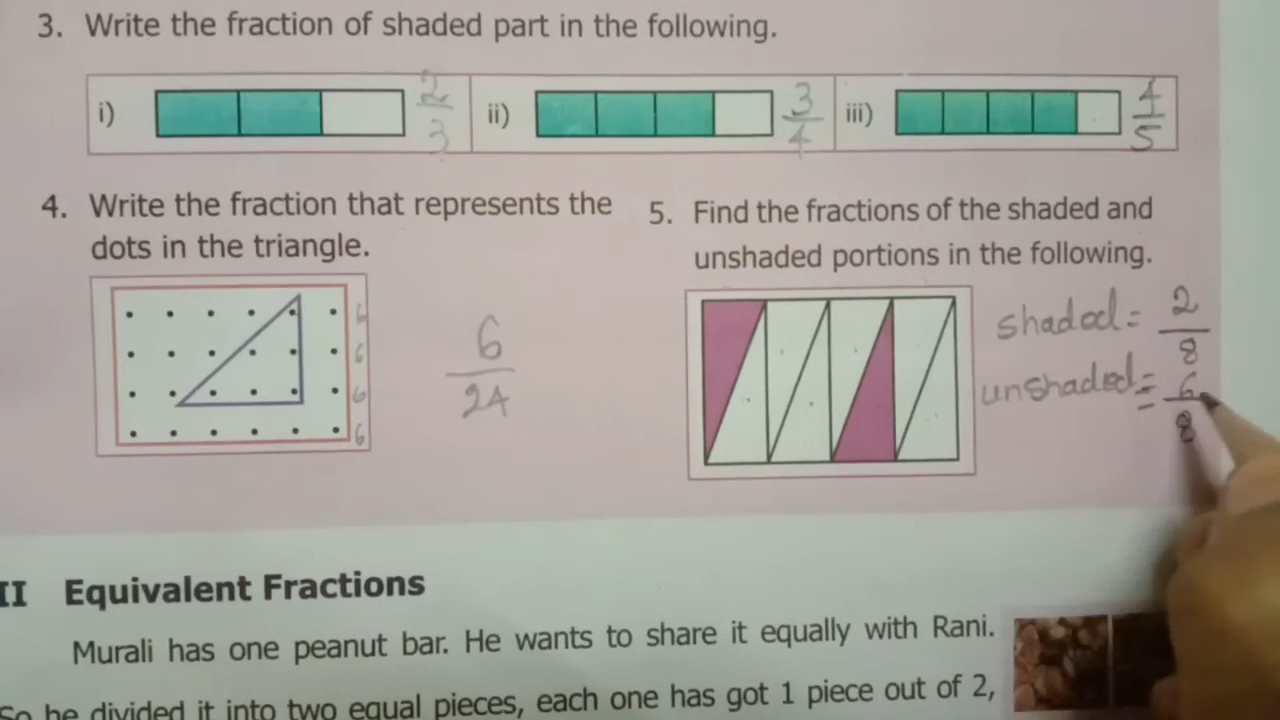 3. Write the fraction of shaded part in the following.
i) 2/3 ii) 3/4 iii) 4/5
4. Write the fraction that represents the
dots in the triangle.
6
6
6
6
6/24
5. Find the fractions of the shaded and
unshaded portions in the following.
shaded = 2/8
unshaded = 6/8
II Equivalent Fractions
Murali has one peanut bar. He wants to share it equally with Rani.
So he divided it into two equal pieces, each one has got 1 piece out of 2,